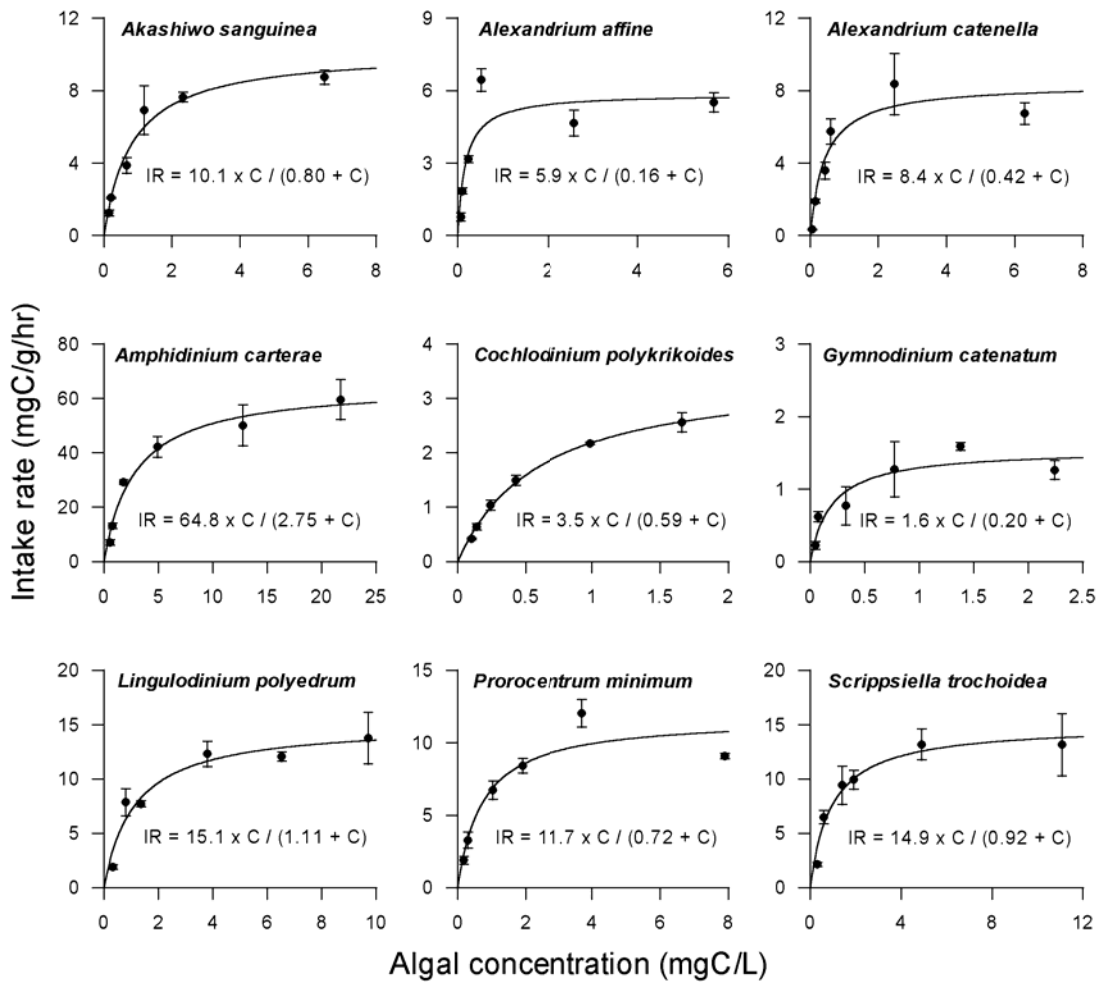 Akashiwo sanguinea
12
8
4
0
IR = 10.1 x C / (0.80 + C)
0 2 4 6 8
Alexandrium affine
9
6
3
0
IR = 5.9 x C / (0.16 + C)
0 2 4 6
Alexandrium catenella
12
8
4
0
IR = 8.4 x C / (0.42 + C)
0 2 4 6 8
Intake rate (mgC/g/hr)
Amphidinium carterae
80
60
40
20
0
IR = 64.8 x C / (2.75 + C)
0 5 10 15 20 25
Cochlodinium polykrikoides
4
3
2
1
0
IR = 3.5 x C / (0.59 + C)
0 0.5 1 1.5 2
Gymnodinium catenatum
3
2
1
0
IR = 1.6 x C / (0.20 + C)
0 0.5 1 1.5 2 2.5
Lingulodinium polyedrum
20
15
10
5
0
IR = 15.1 x C / (1.11 + C)
0 2 4 6 8 10
Prorocentrum minimum
15
10
5
0
IR = 11.7 x C / (0.72 + C)
0 2 4 6 8
Scrippsiella trochoidea
20
15
10
5
0
IR = 14.9 x C / (0.92 + C)
0 4 8 12
Algal concentration (mgC/L)